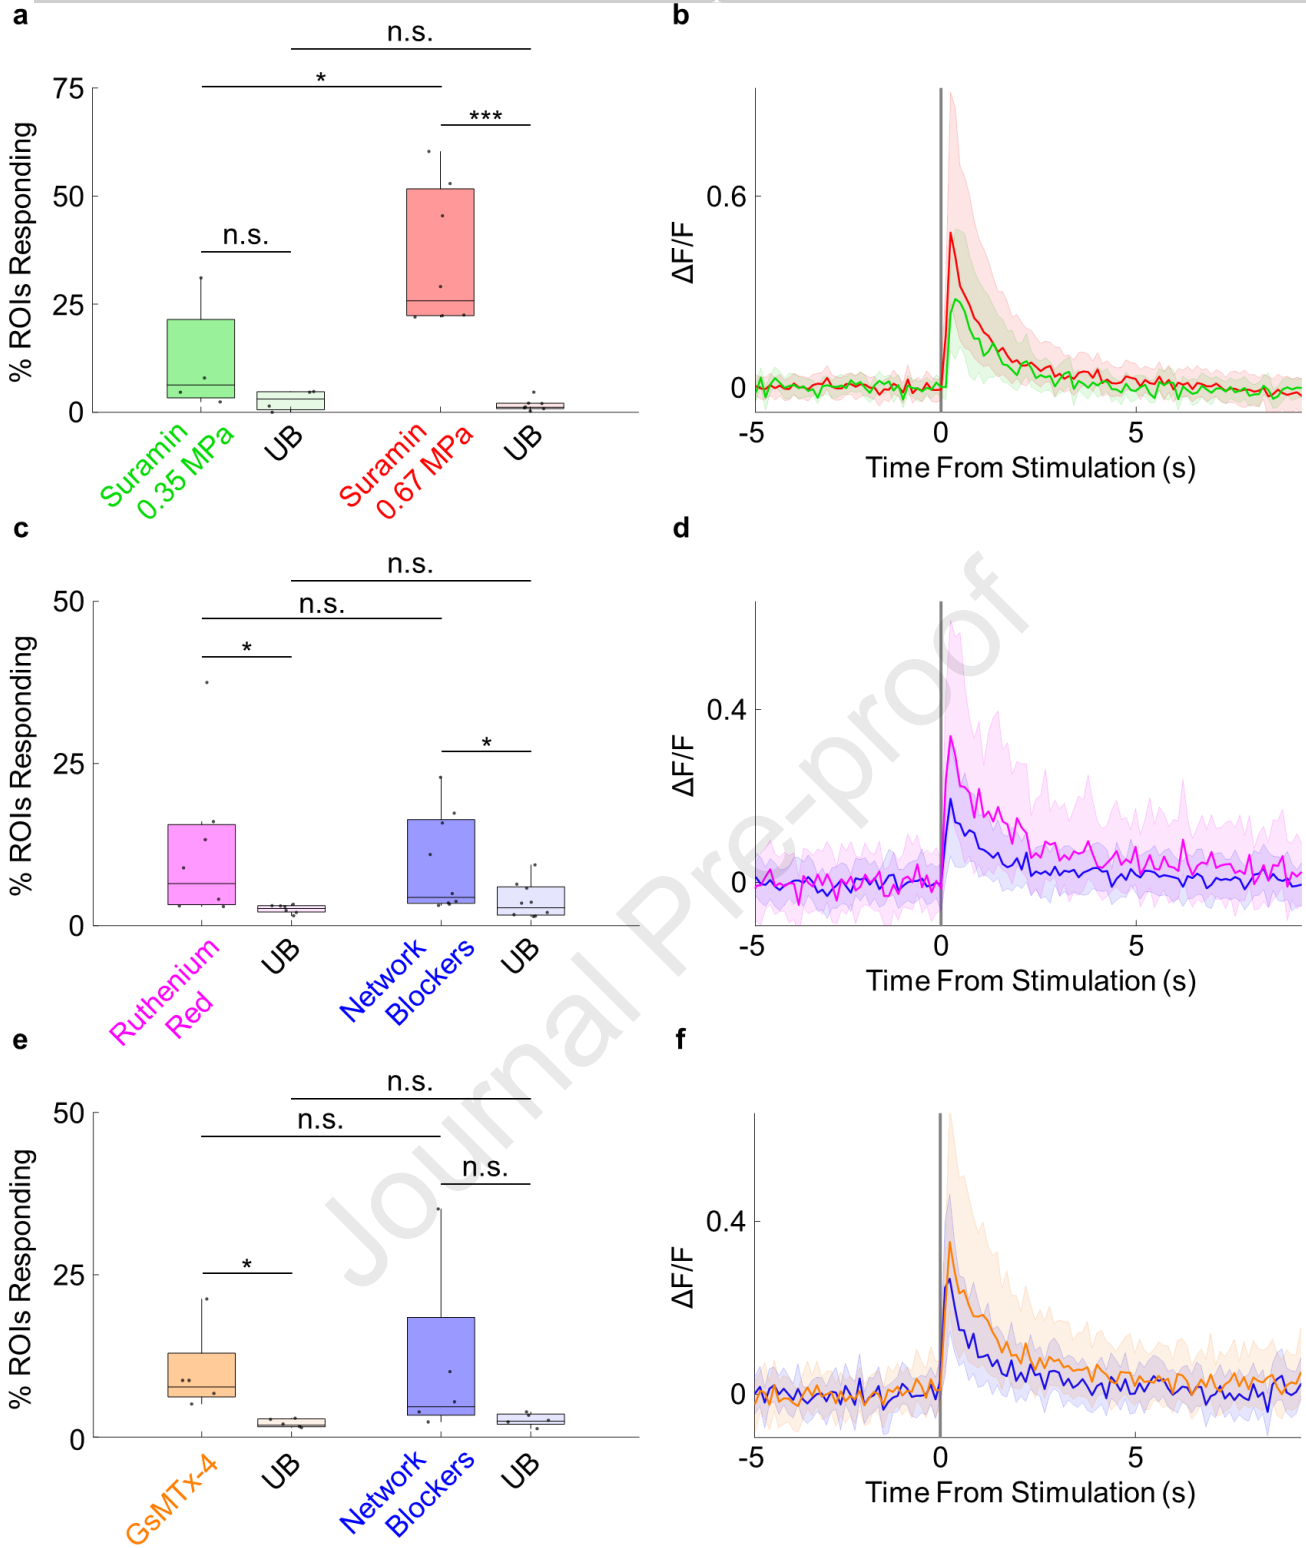 a
n.s.
*
***
n.s.
75
50
25
0
% ROIs Responding
Suramin
0.35 MPa
UB
Suramin
0.67 MPa
UB
b
0.6
0
ΔF/F
-5
0
5
Time From Stimulation (s)
c
n.s.
n.s.
*
*
50
25
0
% ROIs Responding
Ruthenium
Red
UB
Network
Blockers
UB
d
0.4
0
ΔF/F
-5
0
5
Time From Stimulation (s)
e
n.s.
n.s.
n.s.
*
50
25
0
% ROIs Responding
GsMTx-4
UB
Network
Blockers
UB
f
0.4
0
ΔF/F
-5
0
5
Time From Stimulation (s)
Journal Pre-proof